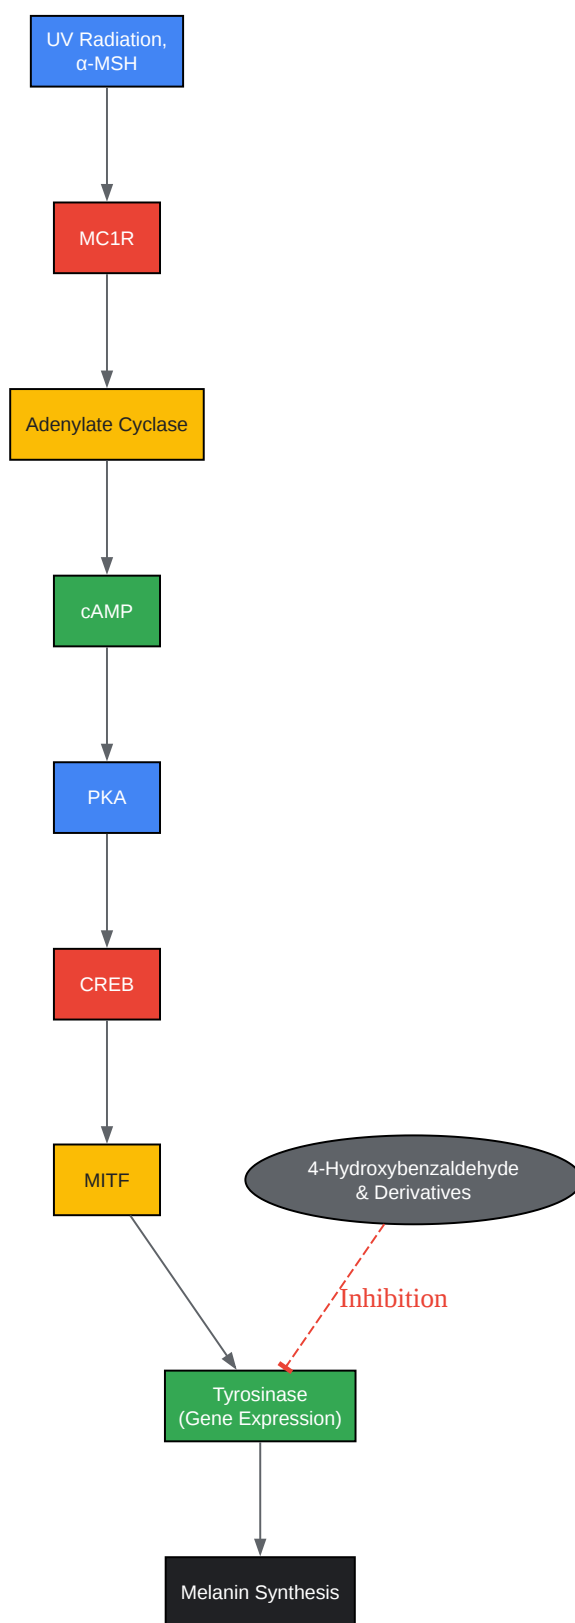 UV Radiation,
α-MSH
MC1R
Adenylate Cyclase
cAMP
PKA
CREB
MITF
4-Hydroxybenzaldehyde
& Derivatives
Inhibition
Tyrosinase
(Gene Expression)
Melanin Synthesis